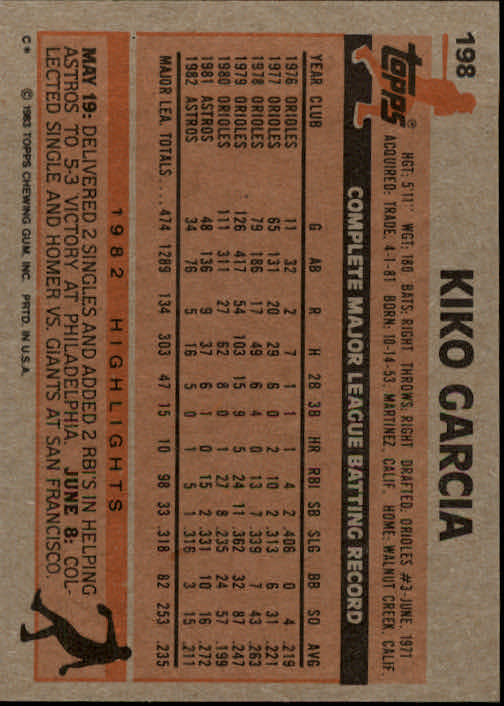 198
topps®
KIKO GARCIA
HGT: 5'11" WGT: 180 BATS: RIGHT THROWS: RIGHT DRAFTED: ORIOLES #3-JUNE, 1971
ACQUIRED: TRADE, 4-1-81 BORN: 10-14-53, MARTINEZ, CALIF. HOME: WALNUT CREEK, CALIF.
COMPLETE MAJOR LEAGUE BATTING RECORD
YEAR CLUB G AB R H 2B 3B HR RBI SB SLG BB SO AVG
1976 ORIOLES 11 32 2 7 1 1 1 4 2 .406 0 4 .219
1977 ORIOLES 65 131 20 29 6 0 2 10 2 .313 6 31 .221
1978 ORIOLES 79 186 17 49 6 4 0 13 7 .339 7 43 .263
1979 ORIOLES 126 417 54 103 15 9 5 24 11 .362 32 87 .247
1980 ORIOLES 111 311 27 62 8 0 1 27 8 .235 24 57 .199
1981 ASTROS 48 136 9 37 6 1 0 15 2 .331 10 16 .272
1982 ASTROS 34 76 5 16 5 0 1 5 1 .316 3 15 .211
MAJOR LEA. TOTALS .... 474 1289 134 303 47 15 10 98 33 .318 82 253 .235
1982 HIGHLIGHTS
MAY 19: DELIVERED 2 SINGLES AND ADDED 2 RBI'S IN HELPING
ASTROS TO 5-3 VICTORY AT PHILADELPHIA. JUNE 8: COL-
LECTED SINGLE AND HOMER VS. GIANTS AT SAN FRANCISCO.
C* © 1983 TOPPS CHEWING GUM, INC. PRTD. IN U.S.A.